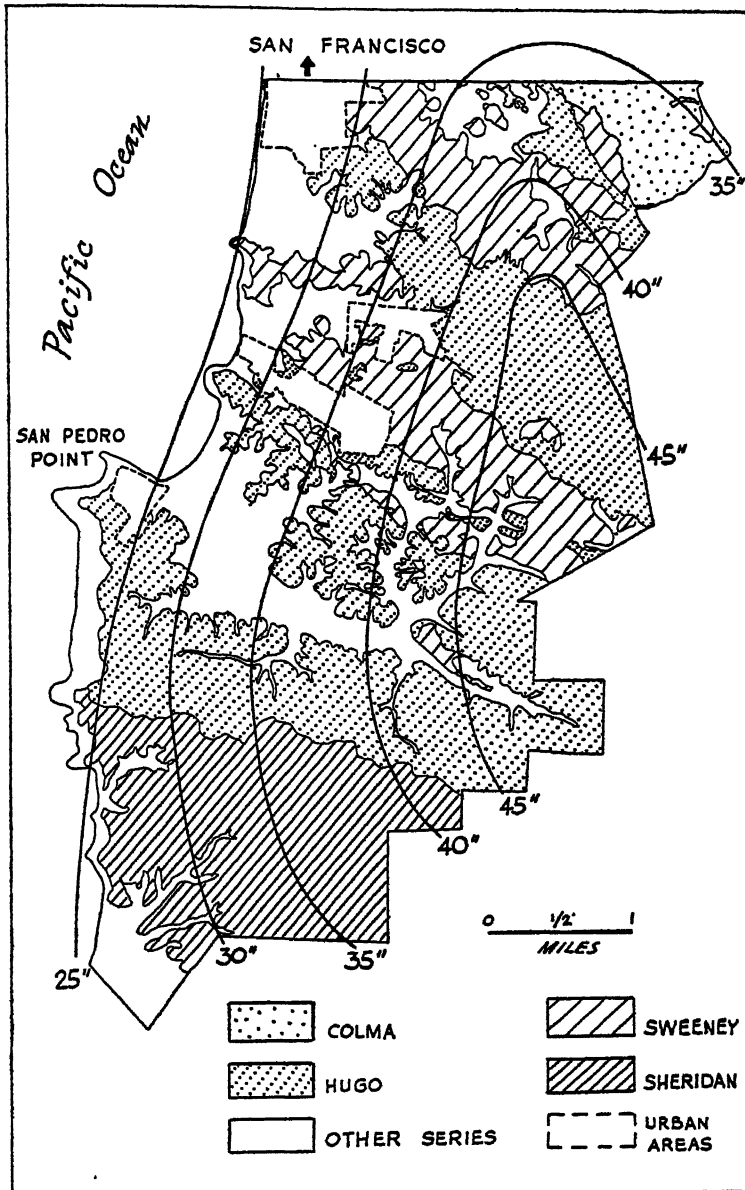 SAN FRANCISCO
Pacific Ocean
35"
40"
45"
SAN PEDRO
POINT
45"
40"
35"
30"
25"
0 1/2 1
MILES
COLMA
SWEENEY
HUGO
SHERIDAN
OTHER SERIES
URBAN
AREAS